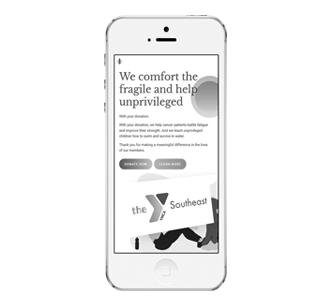 We comfort the
fragile and help
unprivileged
With your donation,
With your donation, we help cancer patients battle fatigue
and improve their strength. And we teach unprivileged
children how to swim and survive in water.
Thank you for making a meaningful difference in the lives
of our members.
DONATE NOW LEARN MORE
the Y Southeast